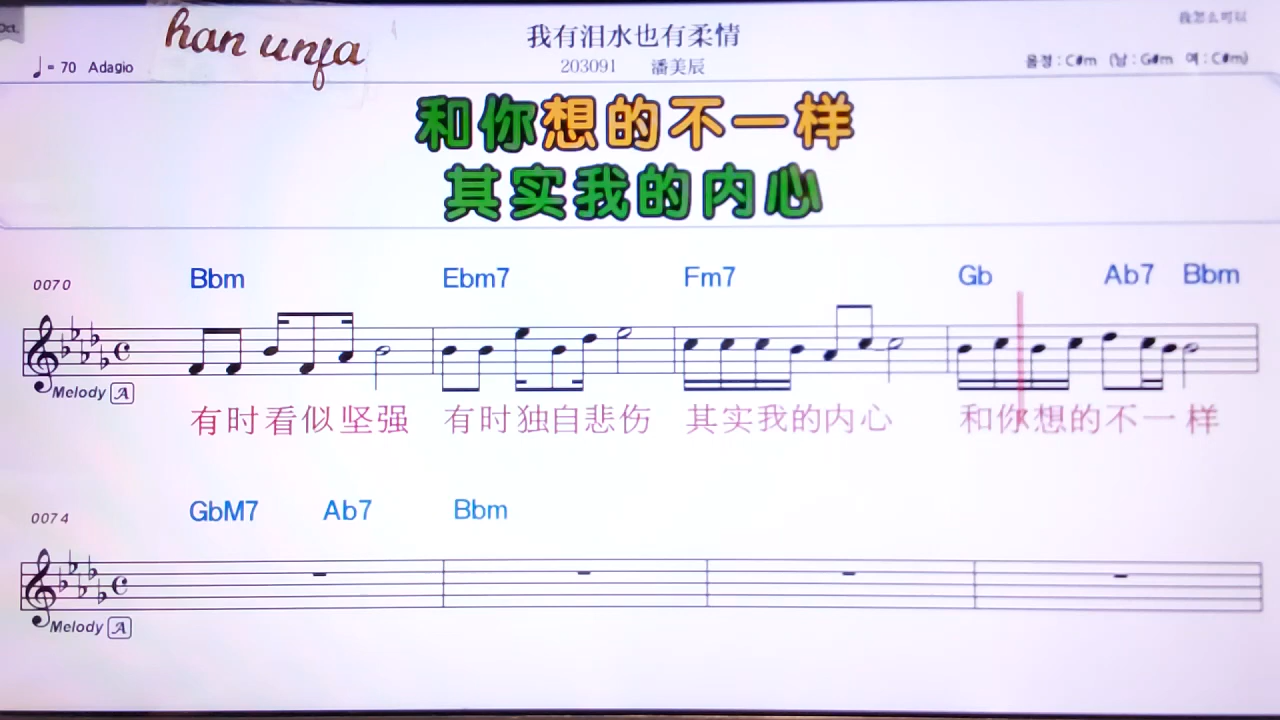 Oct.
han unfa
我有泪水也有柔情
我怎么可以
♩= 70 Adagio
203091 潘美辰
음정 : C#m (남 : G#m 여 : C#m)
和你想的不一样
其实我的内心
0070 Bbm Ebm7 Fm7 Gb Ab7 Bbm
Melody A
有时看似坚强 有时独自悲伤 其实我的内心 和你想的不一样
0074 GbM7 Ab7 Bbm
Melody A